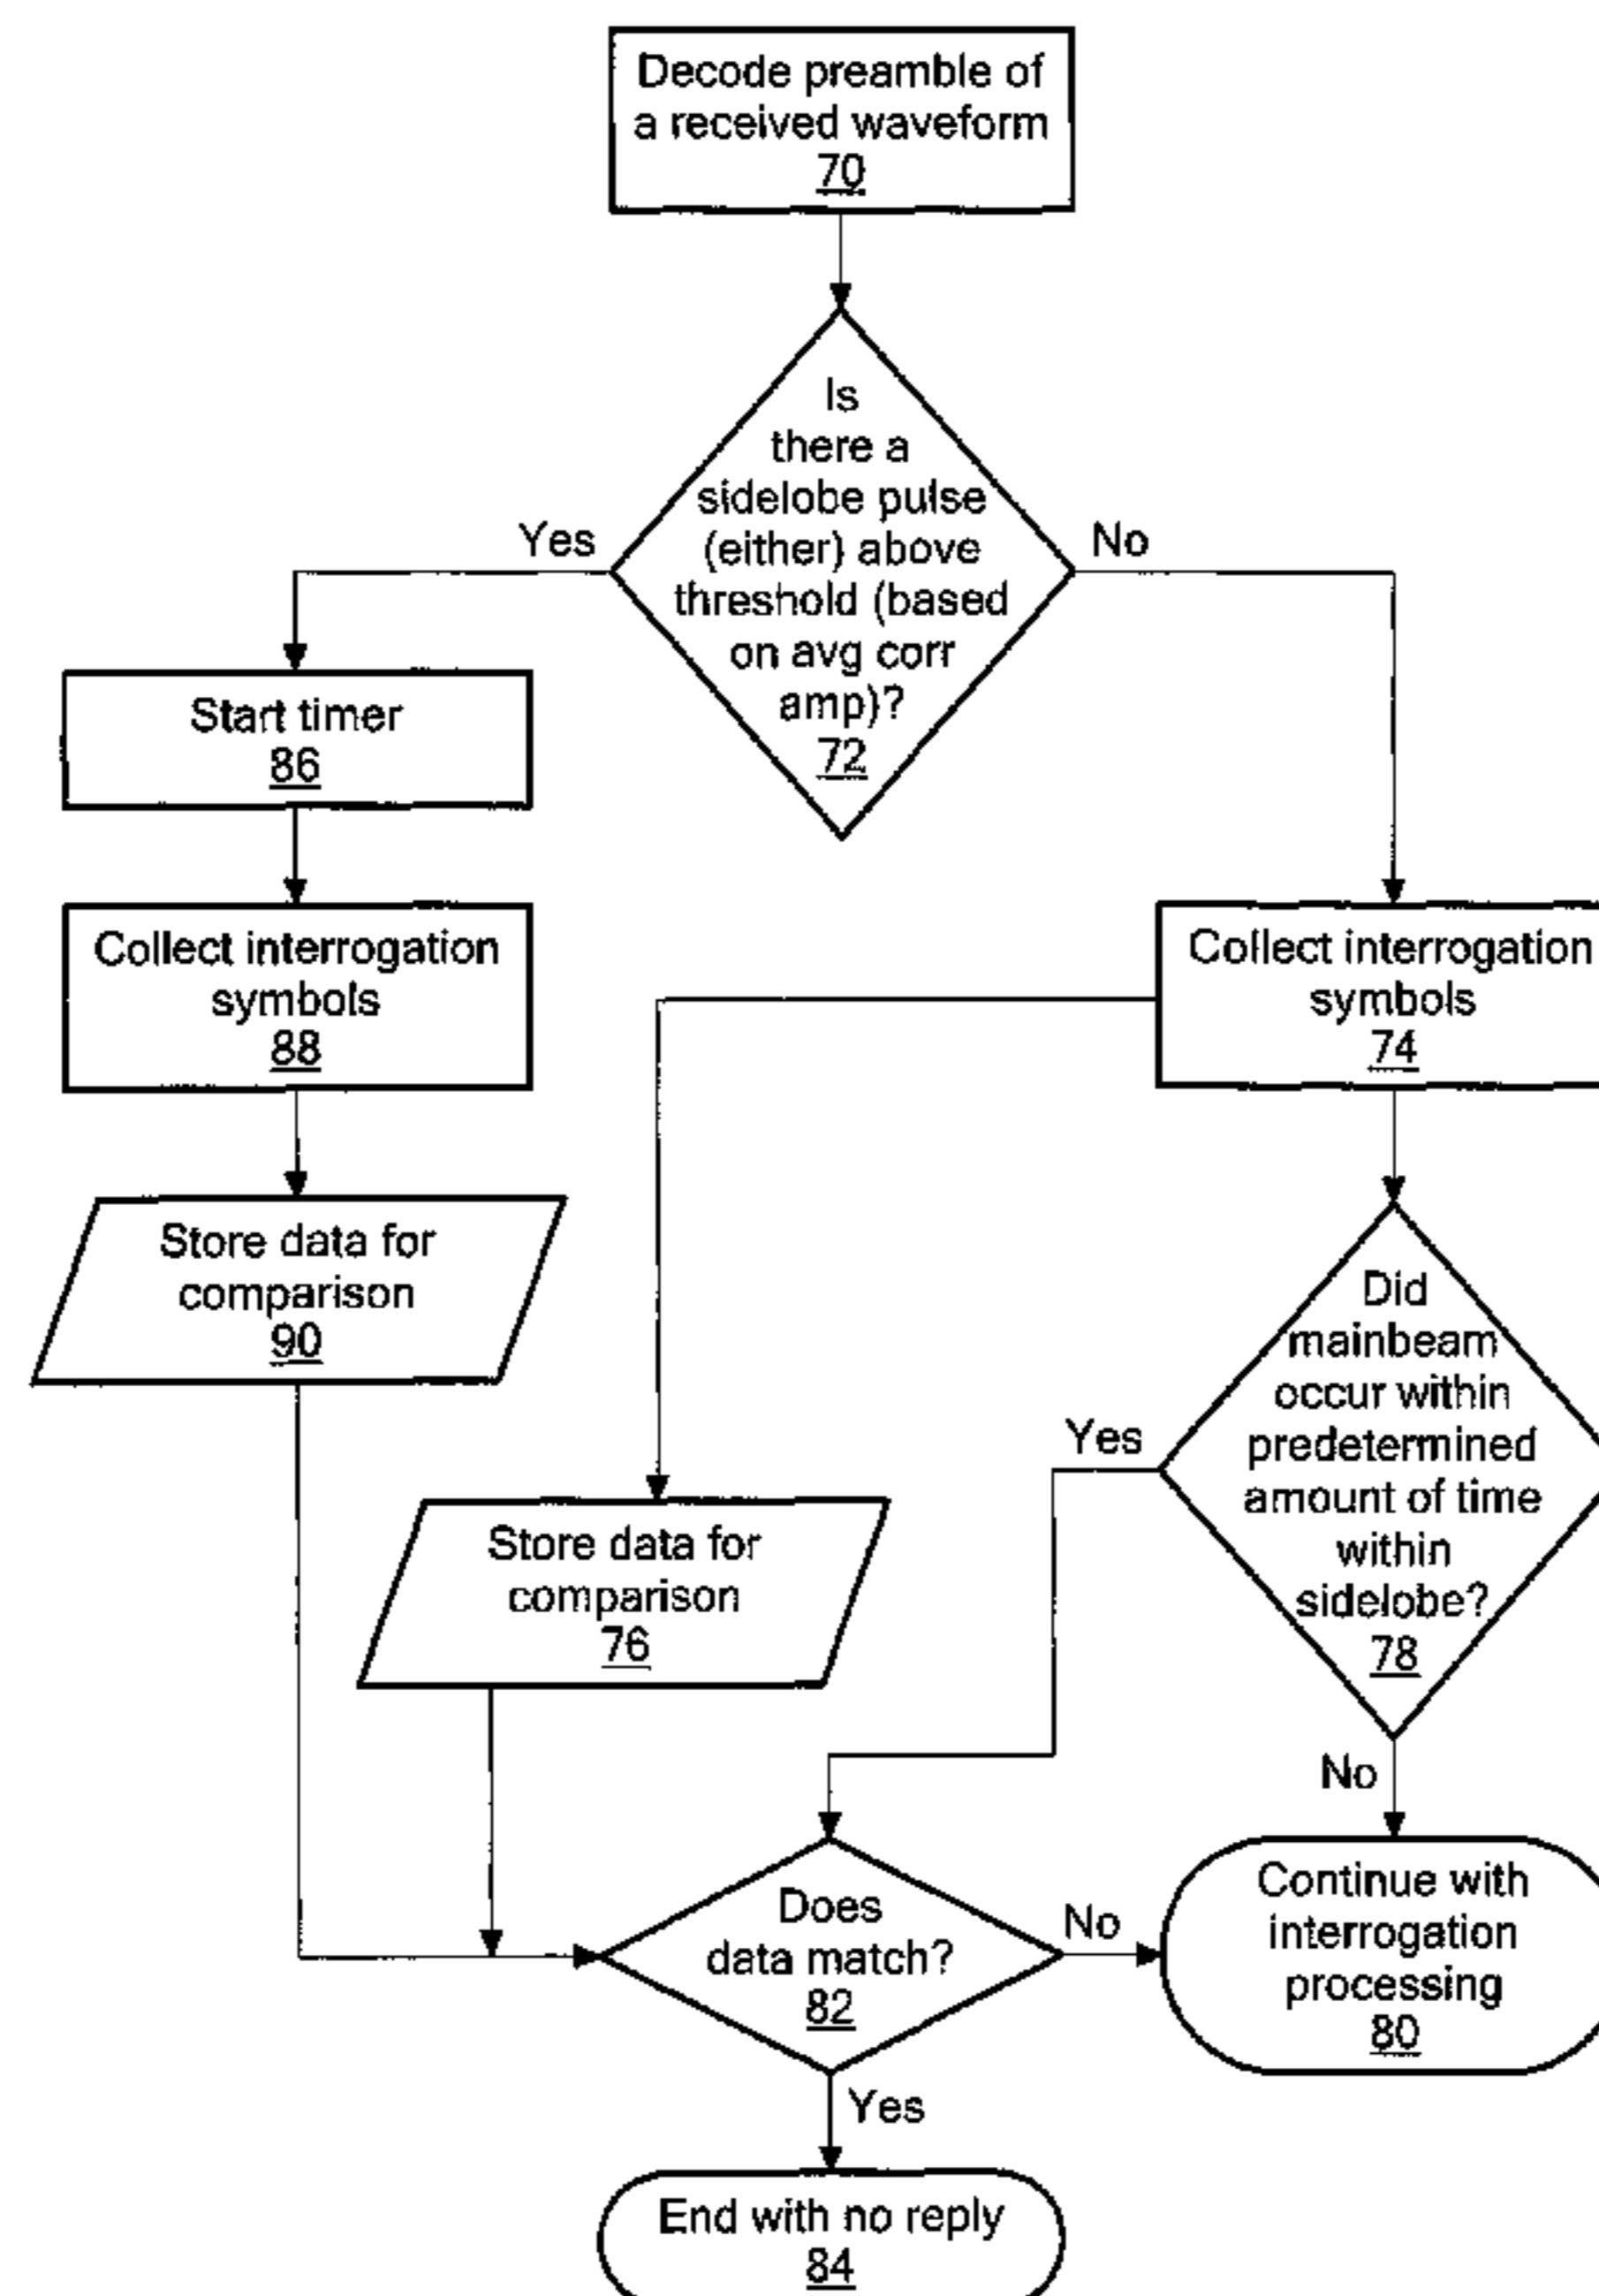 Decode preamble of
a received waveform
70
Is
there a
sidelobe pulse
(either) above
threshold (based
on avg corr
amp)?
72
Yes
No
Start timer
86
Collect interrogation
symbols
88
Collect interrogation
symbols
74
Store data for
comparison
90
Did
mainbeam
occur within
predetermined
amount of time
within
sidelobe?
78
Yes
No
Store data for
comparison
76
Does
data match?
82
No
Yes
Continue with
interrogation
processing
80
End with no reply
84